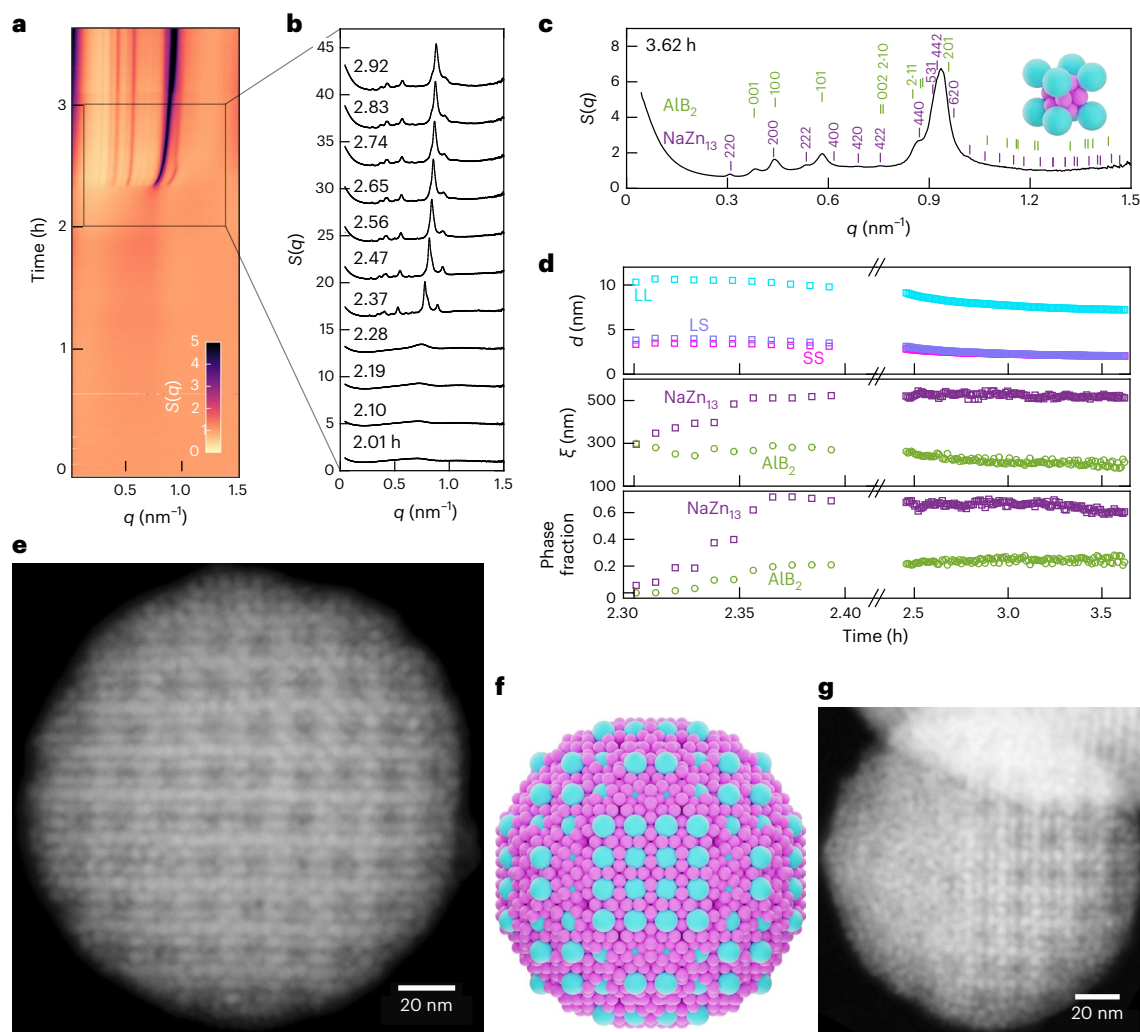 a
Time (h)
3
2
1
0
5
4
3
2
1
0
S(q)
0.5
1.0
1.5
q (nm⁻¹)
b
S(q)
45
40
35
30
25
20
15
10
5
0
2.92
2.83
2.74
2.65
2.56
2.47
2.37
2.28
2.19
2.10
2.01 h
0
0.5
1.0
1.5
q (nm⁻¹)
c
3.62 h
S(q)
8
6
4
2
0
AlB₂
001
100
101
002
2-10
2-11
201
NaZn₁₃
220
200
222
400
420
422
440
531
442
620
0
0.3
0.6
0.9
1.2
1.5
q (nm⁻¹)
d
d (nm)
10
5
0
LL
LS
SS
ξ (nm)
500
300
100
NaZn₁₃
AlB₂
Phase
fraction
0.6
0.4
0.2
0
NaZn₁₃
AlB₂
2.30
2.35
2.40
2.5
3.0
3.5
Time (h)
e
20 nm
f
g
20 nm